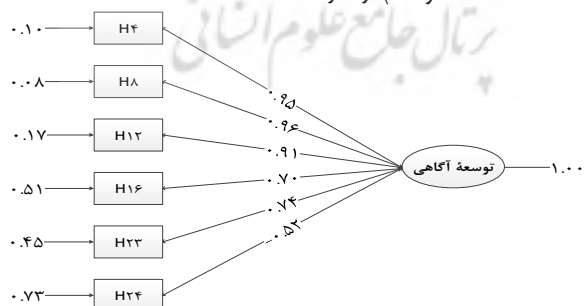 پرتال جامع علوم انسانی
۰.۱۰ H۴ ۰.۹۵
۰.۰۸ H۸ ۰.۹۶
۰.۱۷ H۱۲ ۰.۹۱
توسعۀ آگاهی ۱.۰۰
۰.۵۱ H۱۶ ۰.۷۰
۰.۴۵ H۲۳ ۰.۷۴
۰.۷۳ H۲۴ ۰.۵۲